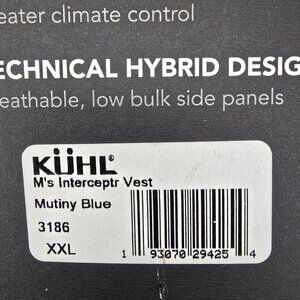 eater climate control
ECHNICAL HYBRID DESIG
eathable, low bulk side panels
KÜHL®
M's Interceptr Vest
Mutiny Blue
3186
XXL
1 93070 29425 4